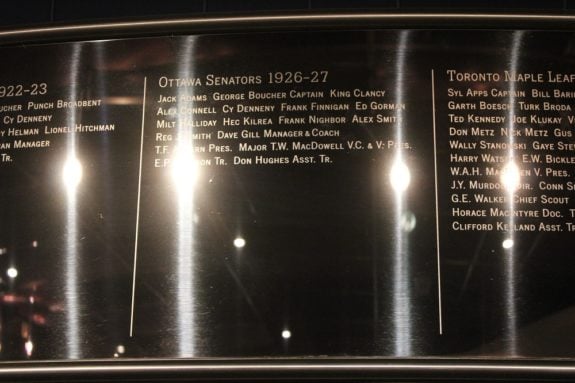 922-23
UCHER PUNCH BROADBENT
CY DENNENY
Y HELMAN LIONEL HITCHMAN
AN MANAGER
TR.
OTTAWA SENATORS 1926-27
JACK ADAMS GEORGE BOUCHER CAPTAIN KING CLANCY
ALEX CONNELL CY DENNENY FRANK FINNIGAN ED GORMAN
MILT HALLIDAY HEC KILREA FRANK NIGHBOR ALEX SMITH
REG SMITH DAVE GILL MANAGER & COACH
T.F. AHEARN PRES. MAJOR T.W. MACDOWELL V.C. & V. PRES.
E.P. TR. DON HUGHES ASST. TR.
TORONTO MAPLE LEAF
SYL APPS CAPTAIN BILL BARI
GARTH BOESCH TURK BRODA
TED KENNEDY JOE KLUKAY V
DON METZ NICK METZ GUS
WALLY STANOWSKI GAYE STE
HARRY WATSON E.W. BICKLE
W.A.H. V. PRES.
J.Y. MURDOCH DIR. CONN S
G.E. WALKER CHIEF SCOUT
HORACE MACINTYRE DOC. T
CLIFFORD KEYLAND ASST. TR